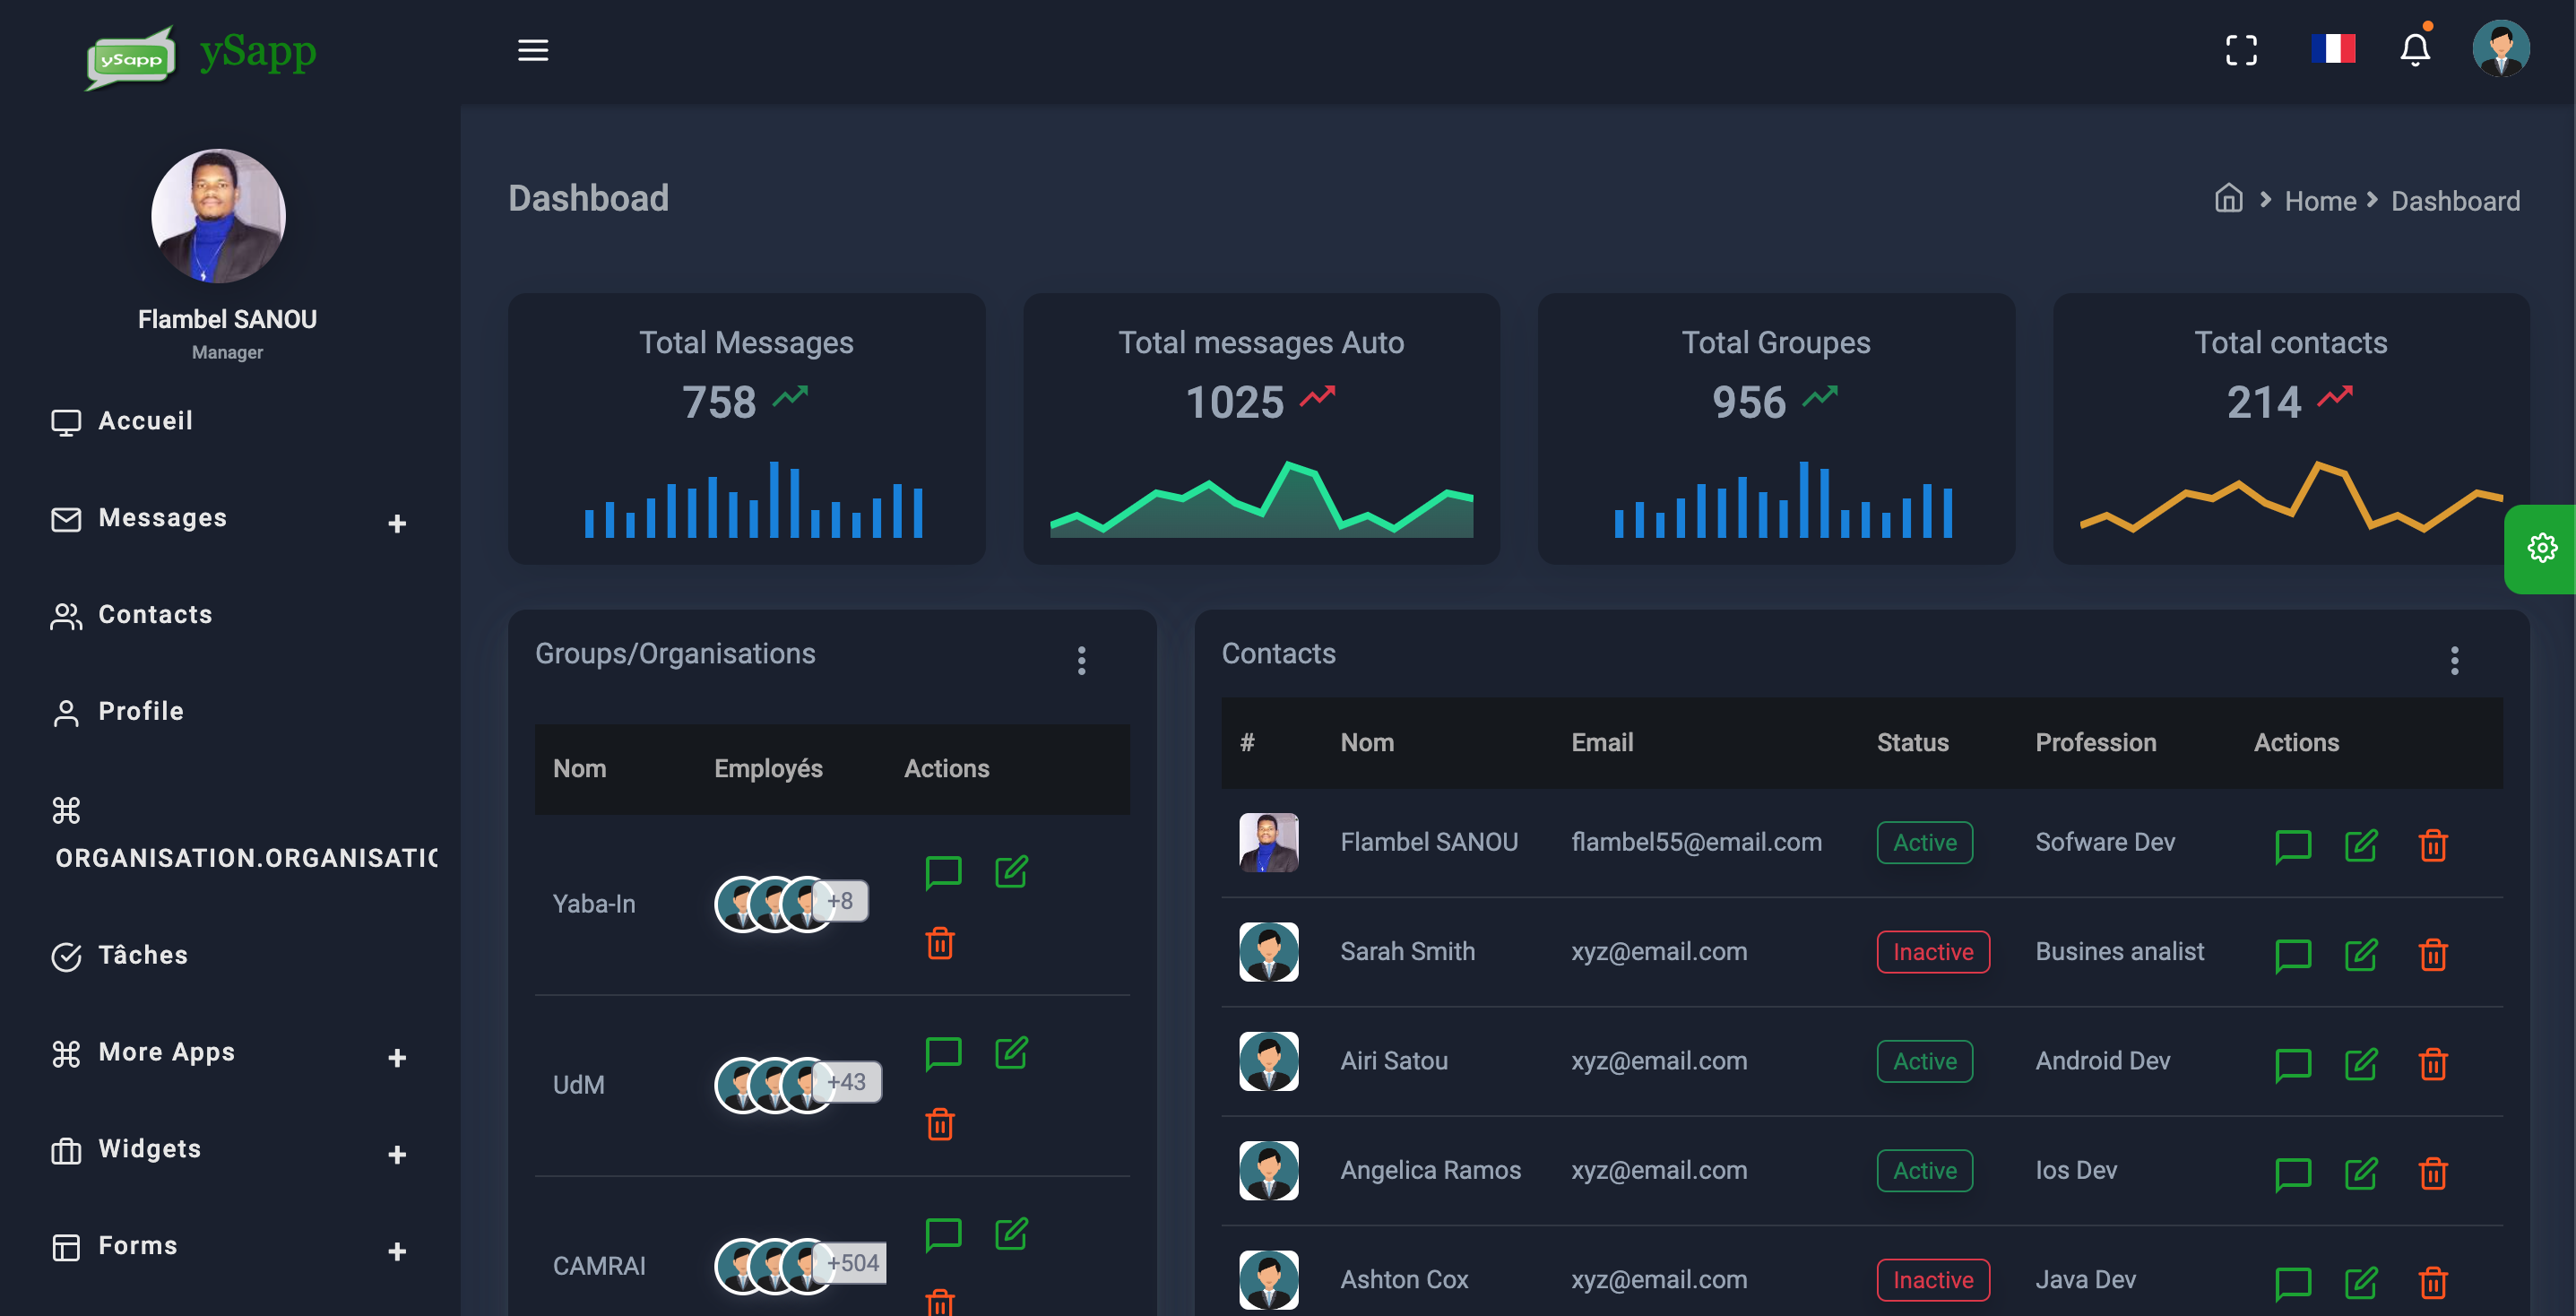 ySapp
ySapp
Flambel SANOU
Manager
Accueil
Messages
Contacts
Profile
ORGANISATION.ORGANISATIO
Tâches
More Apps
Widgets
Forms
Dashboad
Home
Dashboard
Total Messages
758
Total messages Auto
1025
Total Groupes
956
Total contacts
214
Groups/Organisations
Nom Employés Actions
Yaba-In +8
UdM +43
CAMRAI +504
Contacts
# Nom Email Status Profession Actions
Flambel SANOU flambel55@email.com Active Sofware Dev
Sarah Smith xyz@email.com Inactive Busines analist
Airi Satou xyz@email.com Active Android Dev
Angelica Ramos xyz@email.com Active Ios Dev
Ashton Cox xyz@email.com Inactive Java Dev